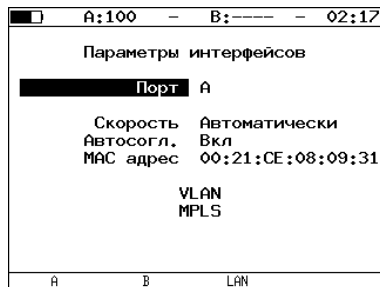 A:100 – B:---- – 02:17
Параметры интерфейсов
Порт A
Скорость Автоматически
Автосогл. Вкл
MAC адрес 00:21:CE:08:09:31
VLAN
MPLS
A B LAN